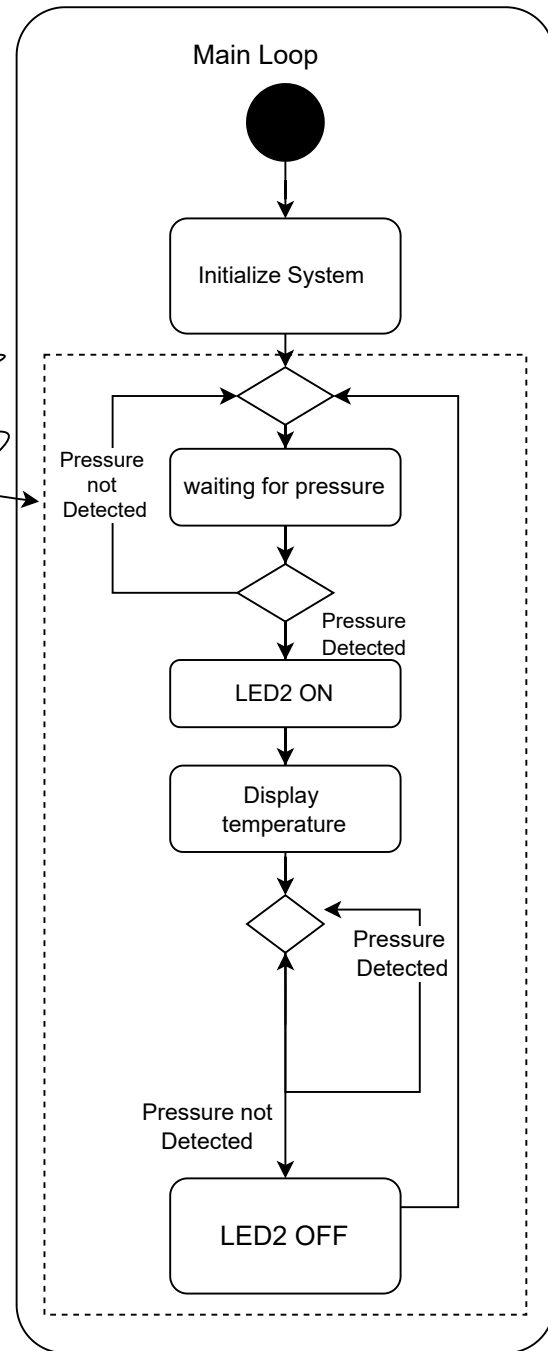 Main Loop
Initialize System
Pressure
not
Detected
waiting for pressure
Pressure
Detected
LED2 ON
Display
temperature
Pressure
Detected
Pressure not
Detected
LED2 OFF